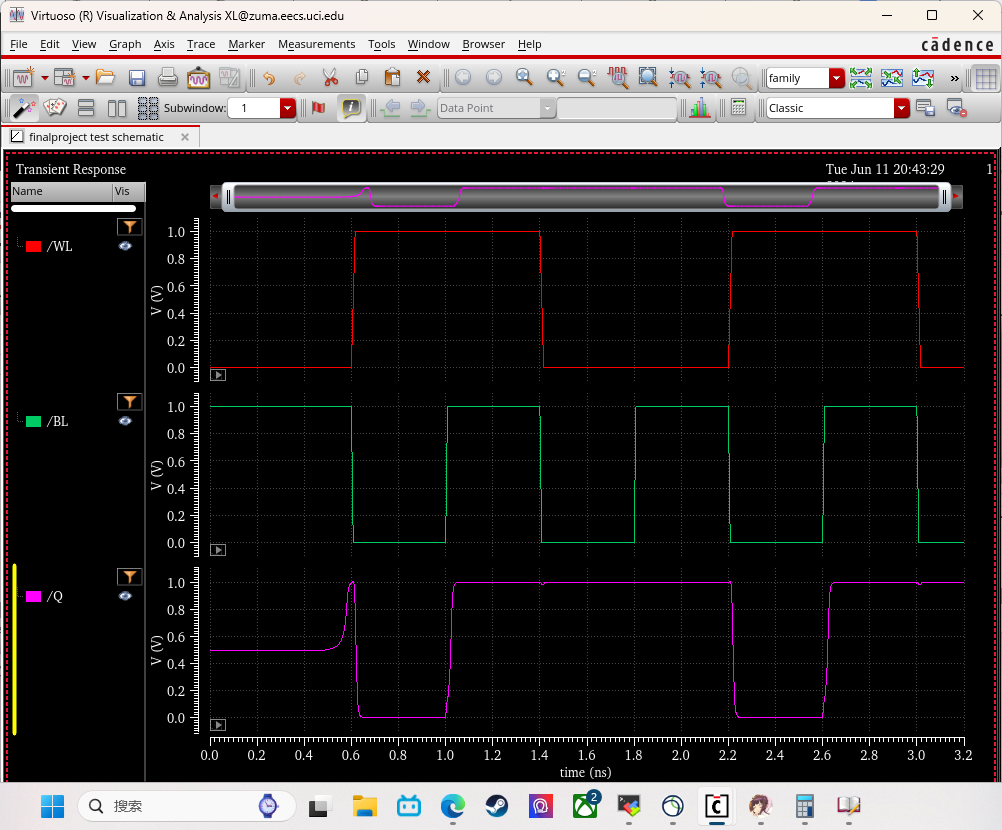 Virtuoso (R) Visualization & Analysis XL@zuma.eecs.uci.edu
File Edit View Graph Axis Trace Marker Measurements Tools Options Window Browser Help
cādence
family
»
Subwindow: 1
Data Point
Classic
finalproject test schematic
Transient Response
Tue Jun 11 20:43:29
1
Name Vis
/WL
V (V)
1.0
0.8
0.6
0.4
0.2
0.0
/BL
V (V)
1.0
0.8
0.6
0.4
0.2
0.0
/Q
V (V)
1.0
0.8
0.6
0.4
0.2
0.0
0.0 0.2 0.4 0.6 0.8 1.0 1.2 1.4 1.6 1.8 2.0 2.2 2.4 2.6 2.8 3.0 3.2
time (ns)
搜索
2